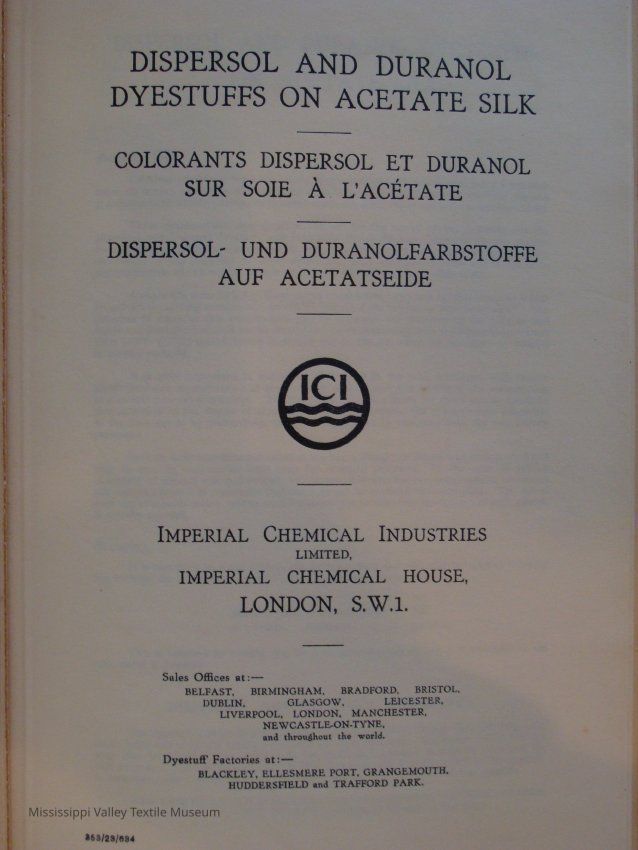 DISPERSOL AND DURANOL
DYESTUFFS ON ACETATE SILK
COLORANTS DISPERSOL ET DURANOL
SUR SOIE À L'ACÉTATE
DISPERSOL- UND DURANOLFARBSTOFFE
AUF ACETATSEIDE
ICI
IMPERIAL CHEMICAL INDUSTRIES
LIMITED,
IMPERIAL CHEMICAL HOUSE,
LONDON, S.W.1.
Sales Offices at:—
BELFAST, BIRMINGHAM, BRADFORD, BRISTOL,
DUBLIN, GLASGOW, LEICESTER,
LIVERPOOL, LONDON, MANCHESTER,
NEWCASTLE-ON-TYNE,
and throughout the world.
Dyestuff Factories at:—
BLACKLEY, ELLESMERE PORT, GRANGEMOUTH,
HUDDERSFIELD and TRAFFORD PARK.
Mississippi Valley Textile Museum
353/23/634